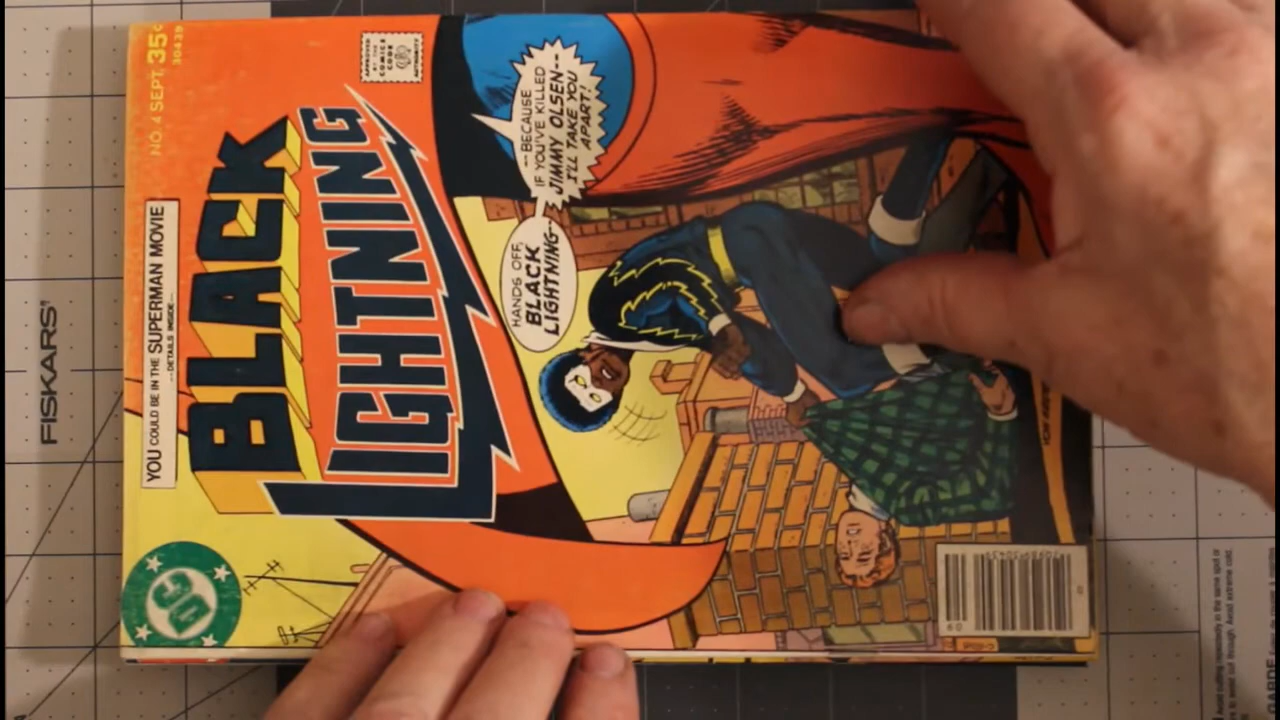 NO. 4 SEPT. 35¢
30439
YOU COULD BE IN THE SUPERMAN MOVIE
—DETAILS INSIDE—
BLACK
LIGHTNING
APPROVED
BY THE
COMICS
CODE
AUTHORITY
DC
HANDS OFF,
BLACK
LIGHTNING--
--BECAUSE
IF YOU'VE KILLED
JIMMY OLSEN--
I'LL TAKE YOU
APART!
09
FISKARS®